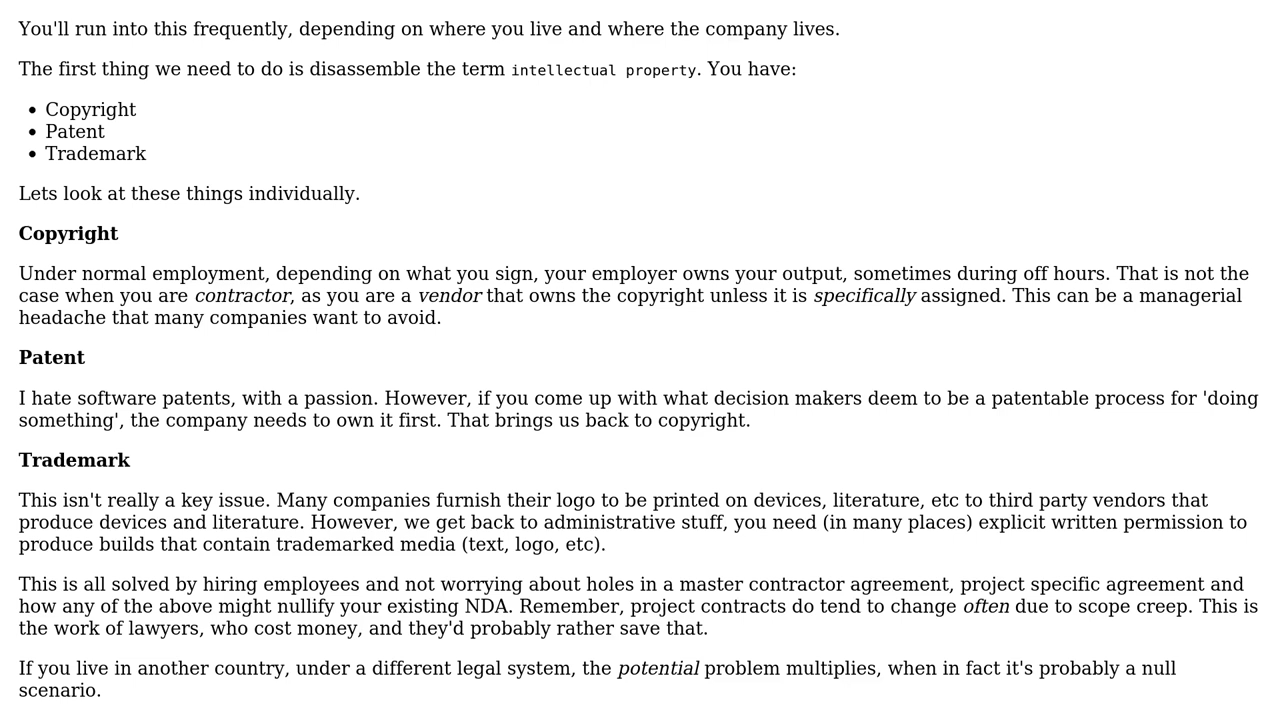 You'll run into this frequently, depending on where you live and where the company lives.
The first thing we need to do is disassemble the term intellectual property. You have:
• Copyright
• Patent
• Trademark
Lets look at these things individually.
Copyright
Under normal employment, depending on what you sign, your employer owns your output, sometimes during off hours. That is not the
case when you are contractor, as you are a vendor that owns the copyright unless it is specifically assigned. This can be a managerial
headache that many companies want to avoid.
Patent
I hate software patents, with a passion. However, if you come up with what decision makers deem to be a patentable process for 'doing
something', the company needs to own it first. That brings us back to copyright.
Trademark
This isn't really a key issue. Many companies furnish their logo to be printed on devices, literature, etc to third party vendors that
produce devices and literature. However, we get back to administrative stuff, you need (in many places) explicit written permission to
produce builds that contain trademarked media (text, logo, etc).
This is all solved by hiring employees and not worrying about holes in a master contractor agreement, project specific agreement and
how any of the above might nullify your existing NDA. Remember, project contracts do tend to change often due to scope creep. This is
the work of lawyers, who cost money, and they'd probably rather save that.
If you live in another country, under a different legal system, the potential problem multiplies, when in fact it's probably a null
scenario.